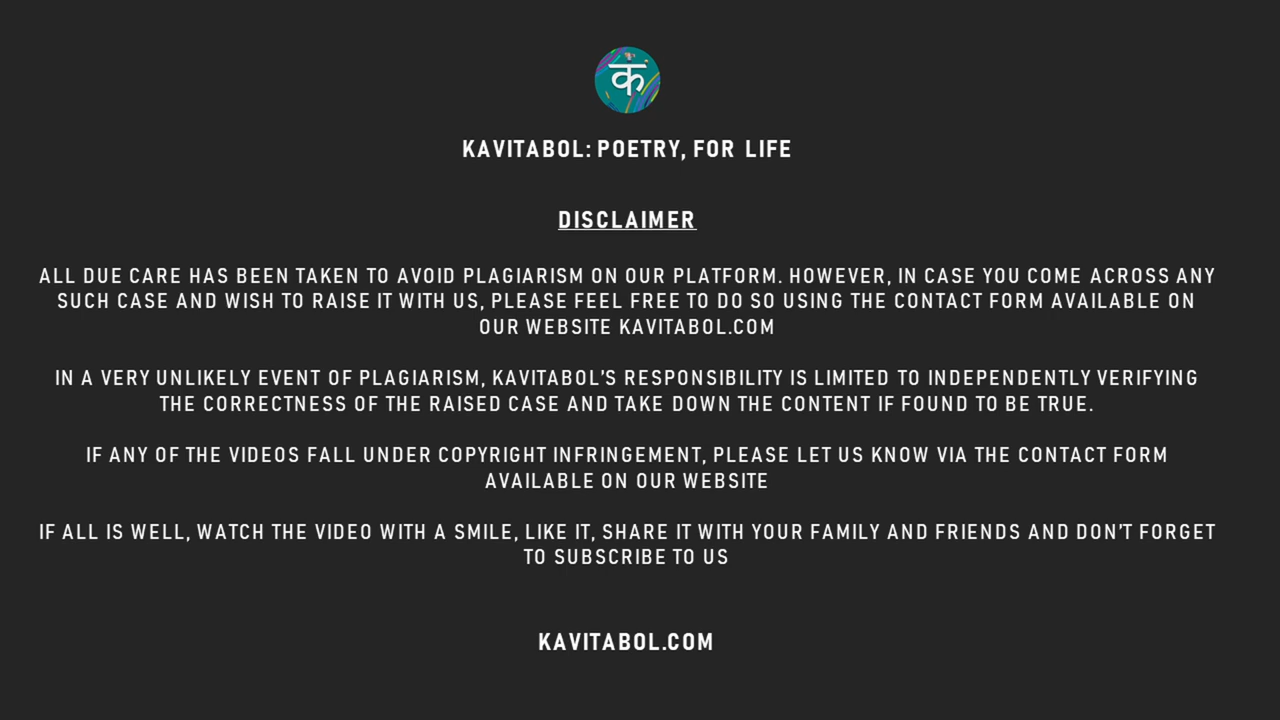 क
KAVITABOL: POETRY, FOR LIFE
DISCLAIMER
ALL DUE CARE HAS BEEN TAKEN TO AVOID PLAGIARISM ON OUR PLATFORM. HOWEVER, IN CASE YOU COME ACROSS ANY
SUCH CASE AND WISH TO RAISE IT WITH US, PLEASE FEEL FREE TO DO SO USING THE CONTACT FORM AVAILABLE ON
OUR WEBSITE KAVITABOL.COM
IN A VERY UNLIKELY EVENT OF PLAGIARISM, KAVITABOL’S RESPONSIBILITY IS LIMITED TO INDEPENDENTLY VERIFYING
THE CORRECTNESS OF THE RAISED CASE AND TAKE DOWN THE CONTENT IF FOUND TO BE TRUE.
IF ANY OF THE VIDEOS FALL UNDER COPYRIGHT INFRINGEMENT, PLEASE LET US KNOW VIA THE CONTACT FORM
AVAILABLE ON OUR WEBSITE
IF ALL IS WELL, WATCH THE VIDEO WITH A SMILE, LIKE IT, SHARE IT WITH YOUR FAMILY AND FRIENDS AND DON’T FORGET
TO SUBSCRIBE TO US
KAVITABOL.COM